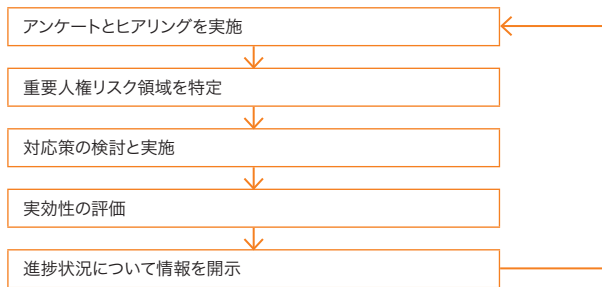 アンケートとヒアリングを実施
重要人権リスク領域を特定
対応策の検討と実施
実効性の評価
進捗状況について情報を開示